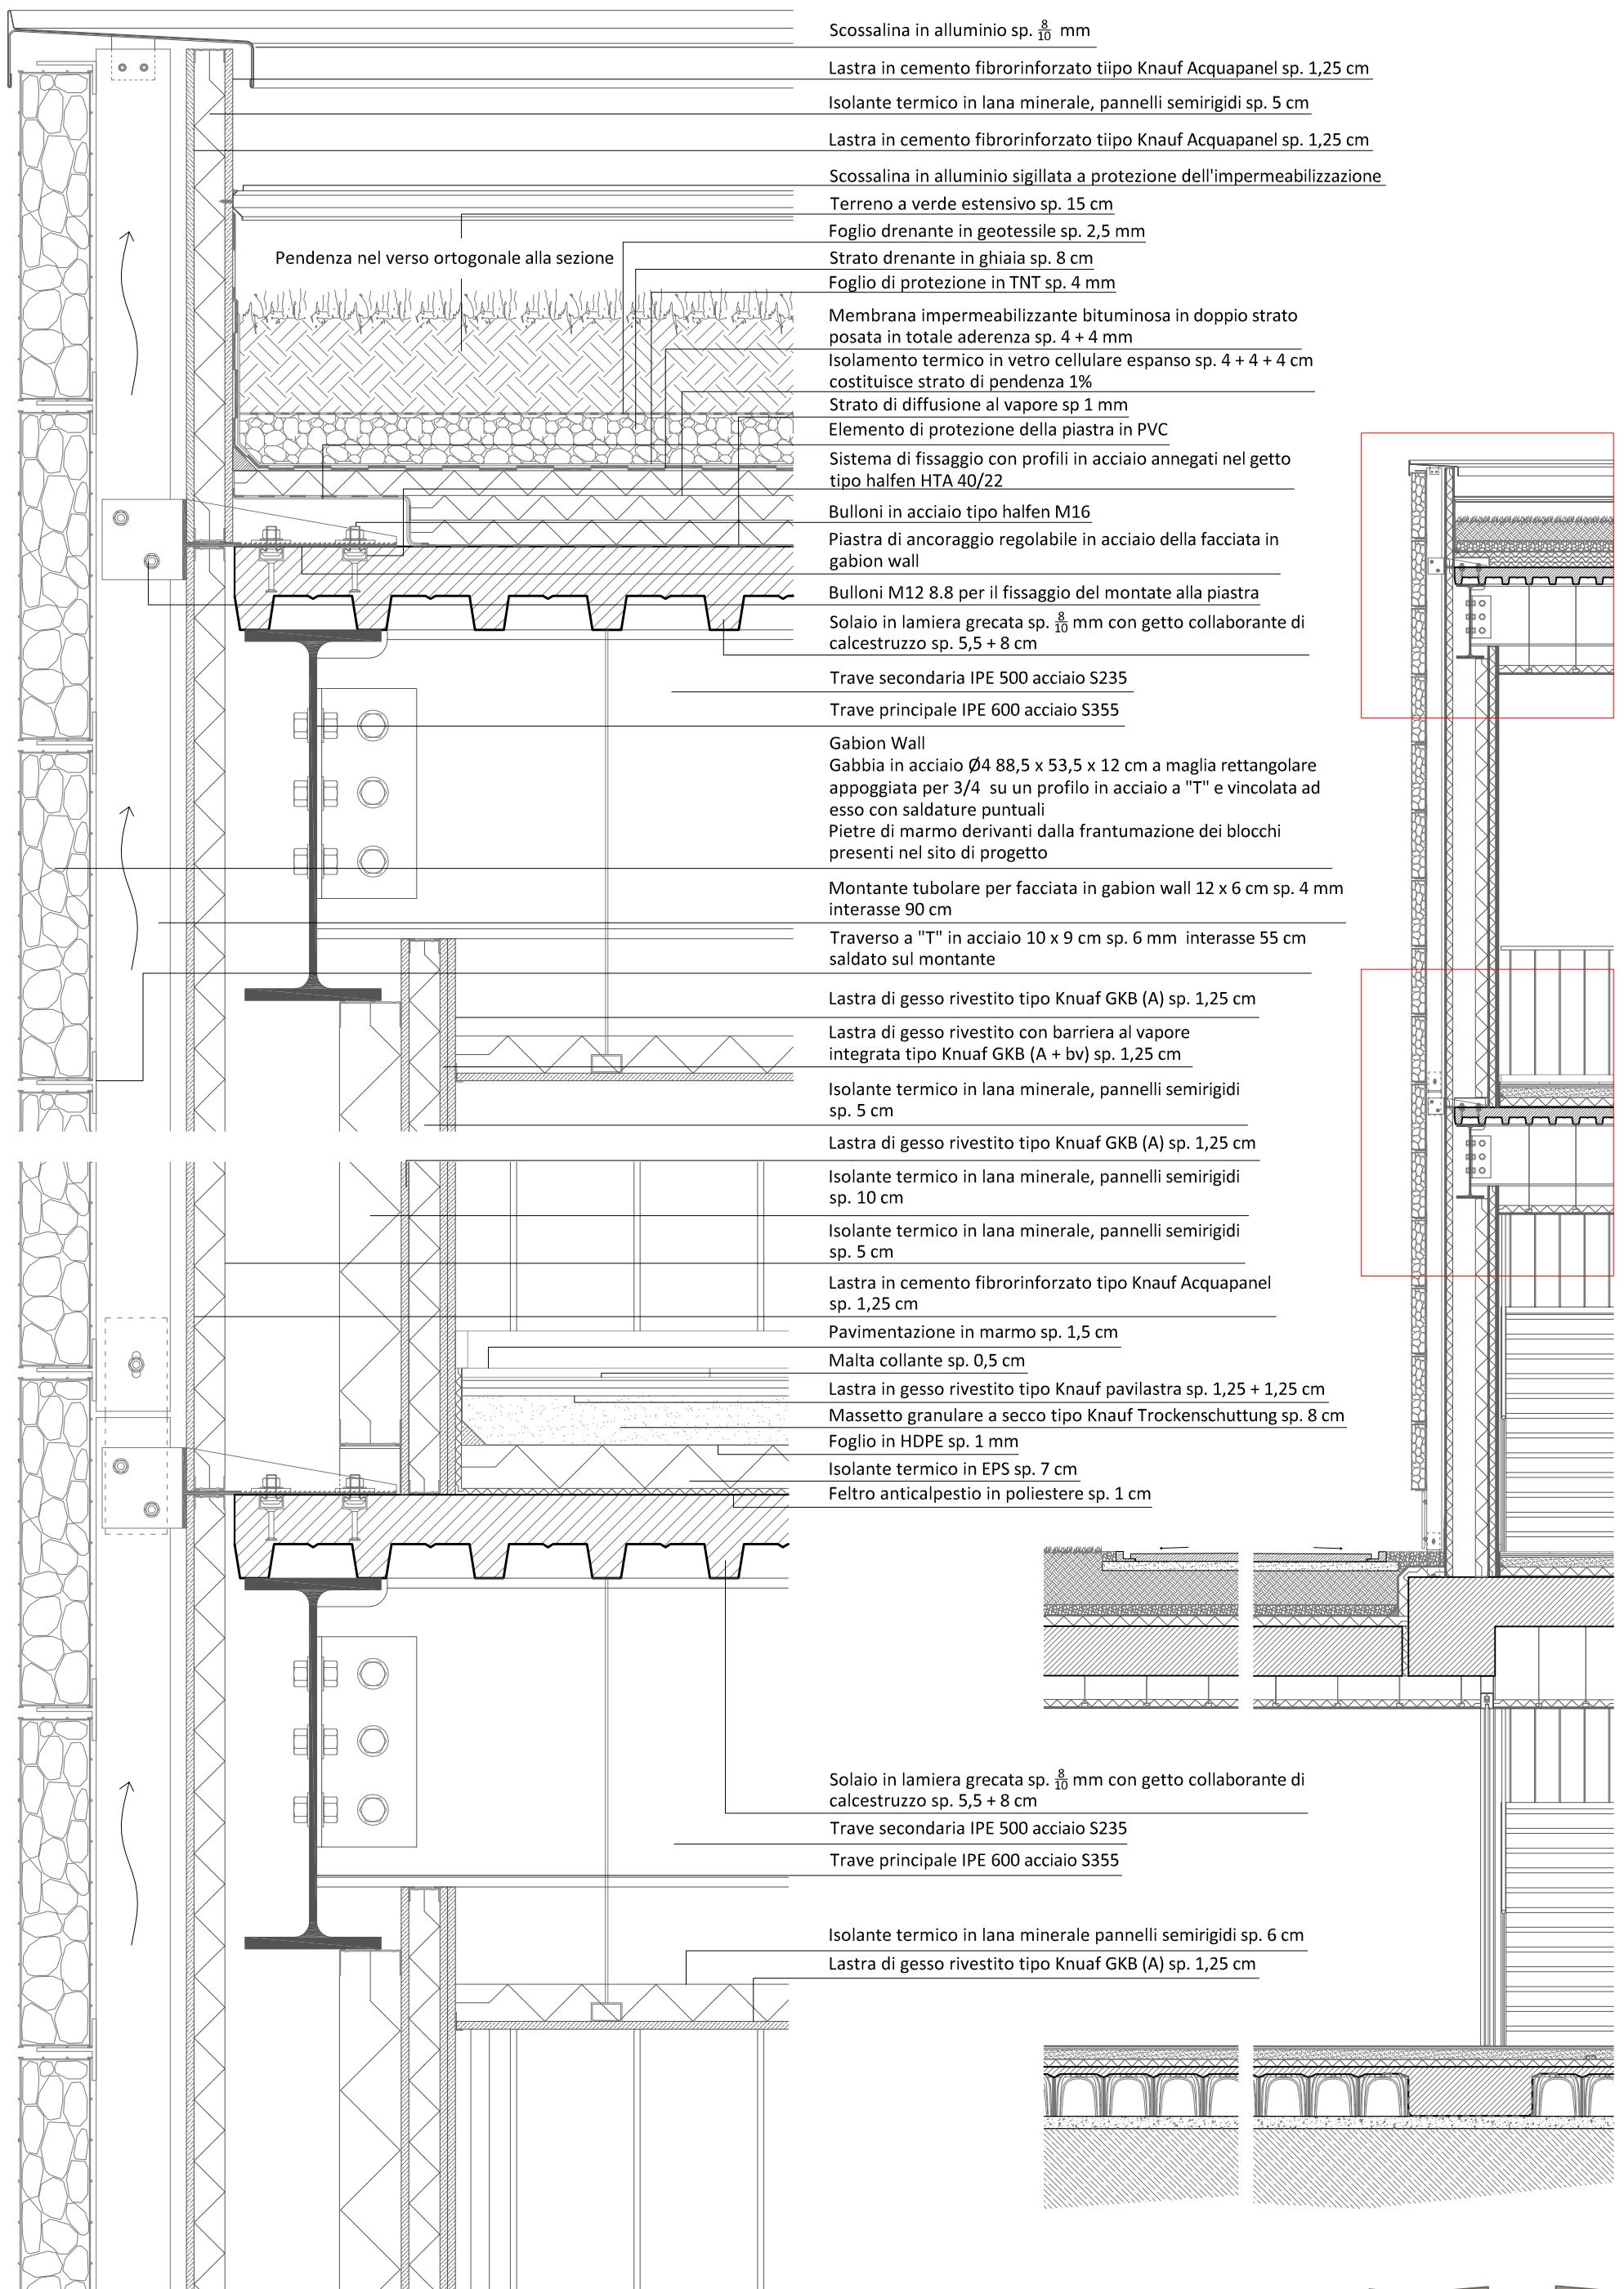 Scossalina in alluminio sp. 8/10 mm
Lastra in cemento fibrorinforzato tiipo Knauf Acquapanel sp. 1,25 cm
Isolante termico in lana minerale, pannelli semirigidi sp. 5 cm
Lastra in cemento fibrorinforzato tiipo Knauf Acquapanel sp. 1,25 cm
Scossalina in alluminio sigillata a protezione dell'impermeabilizzazione
Terreno a verde estensivo sp. 15 cm
Foglio drenante in geotessile sp. 2,5 mm
Pendenza nel verso ortogonale alla sezione
Strato drenante in ghiaia sp. 8 cm
Foglio di protezione in TNT sp. 4 mm
Membrana impermeabilizzante bituminosa in doppio strato
posata in totale aderenza sp. 4 + 4 mm
Isolamento termico in vetro cellulare espanso sp. 4 + 4 + 4 cm
costituisce strato di pendenza 1%
Strato di diffusione al vapore sp 1 mm
Elemento di protezione della piastra in PVC
Sistema di fissaggio con profili in acciaio annegati nel getto
tipo halfen HTA 40/22
Bulloni in acciaio tipo halfen M16
Piastra di ancoraggio regolabile in acciaio della facciata in
gabion wall
Bulloni M12 8.8 per il fissaggio del montate alla piastra
Solaio in lamiera grecata sp. 8/10 mm con getto collaborante di
calcestruzzo sp. 5,5 + 8 cm
Trave secondaria IPE 500 acciaio S235
Trave principale IPE 600 acciaio S355
Gabion Wall
Gabbia in acciaio Ø4 88,5 x 53,5 x 12 cm a maglia rettangolare
appoggiata per 3/4 su un profilo in acciaio a "T" e vincolata ad
esso con saldature puntuali
Pietre di marmo derivanti dalla frantumazione dei blocchi
presenti nel sito di progetto
Montante tubolare per facciata in gabion wall 12 x 6 cm sp. 4 mm
interasse 90 cm
Traverso a "T" in acciaio 10 x 9 cm sp. 6 mm interasse 55 cm
saldato sul montante
Lastra di gesso rivestito tipo Knuaf GKB (A) sp. 1,25 cm
Lastra di gesso rivestito con barriera al vapore
integrata tipo Knuaf GKB (A + bv) sp. 1,25 cm
Isolante termico in lana minerale, pannelli semirigidi
sp. 5 cm
Lastra di gesso rivestito tipo Knuaf GKB (A) sp. 1,25 cm
Isolante termico in lana minerale, pannelli semirigidi
sp. 10 cm
Isolante termico in lana minerale, pannelli semirigidi
sp. 5 cm
Lastra in cemento fibrorinforzato tipo Knauf Acquapanel
sp. 1,25 cm
Pavimentazione in marmo sp. 1,5 cm
Malta collante sp. 0,5 cm
Lastra in gesso rivestito tipo Knauf pavilastra sp. 1,25 + 1,25 cm
Massetto granulare a secco tipo Knauf Trockenschuttung sp. 8 cm
Foglio in HDPE sp. 1 mm
Isolante termico in EPS sp. 7 cm
Feltro anticalpestio in poliestere sp. 1 cm
Solaio in lamiera grecata sp. 8/10 mm con getto collaborante di
calcestruzzo sp. 5,5 + 8 cm
Trave secondaria IPE 500 acciaio S235
Trave principale IPE 600 acciaio S355
Isolante termico in lana minerale pannelli semirigidi sp. 6 cm
Lastra di gesso rivestito tipo Knuaf GKB (A) sp. 1,25 cm